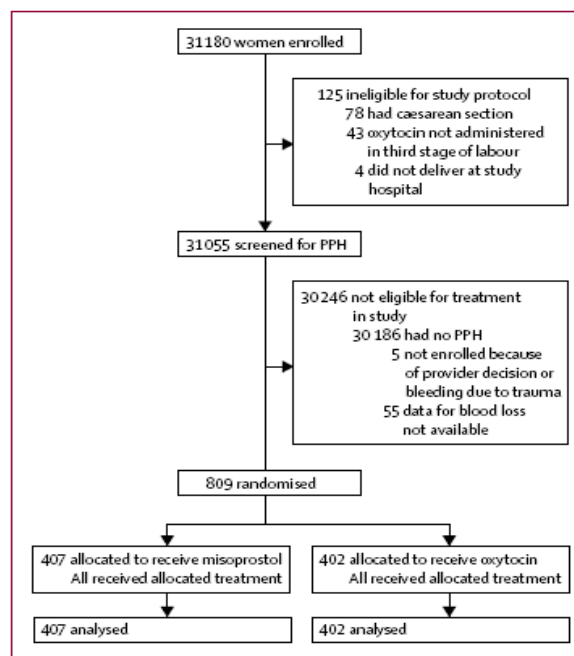 31180 women enrolled
125 ineligible for study protocol
78 had cæsarean section
43 oxytocin not administered
in third stage of labour
4 did not deliver at study
hospital
31055 screened for PPH
30246 not eligible for treatment
in study
30186 had no PPH
5 not enrolled because
of provider decision or
bleeding due to trauma
55 data for blood loss
not available
809 randomised
407 allocated to receive misoprostol
All received allocated treatment
402 allocated to receive oxytocin
All received allocated treatment
407 analysed
402 analysed